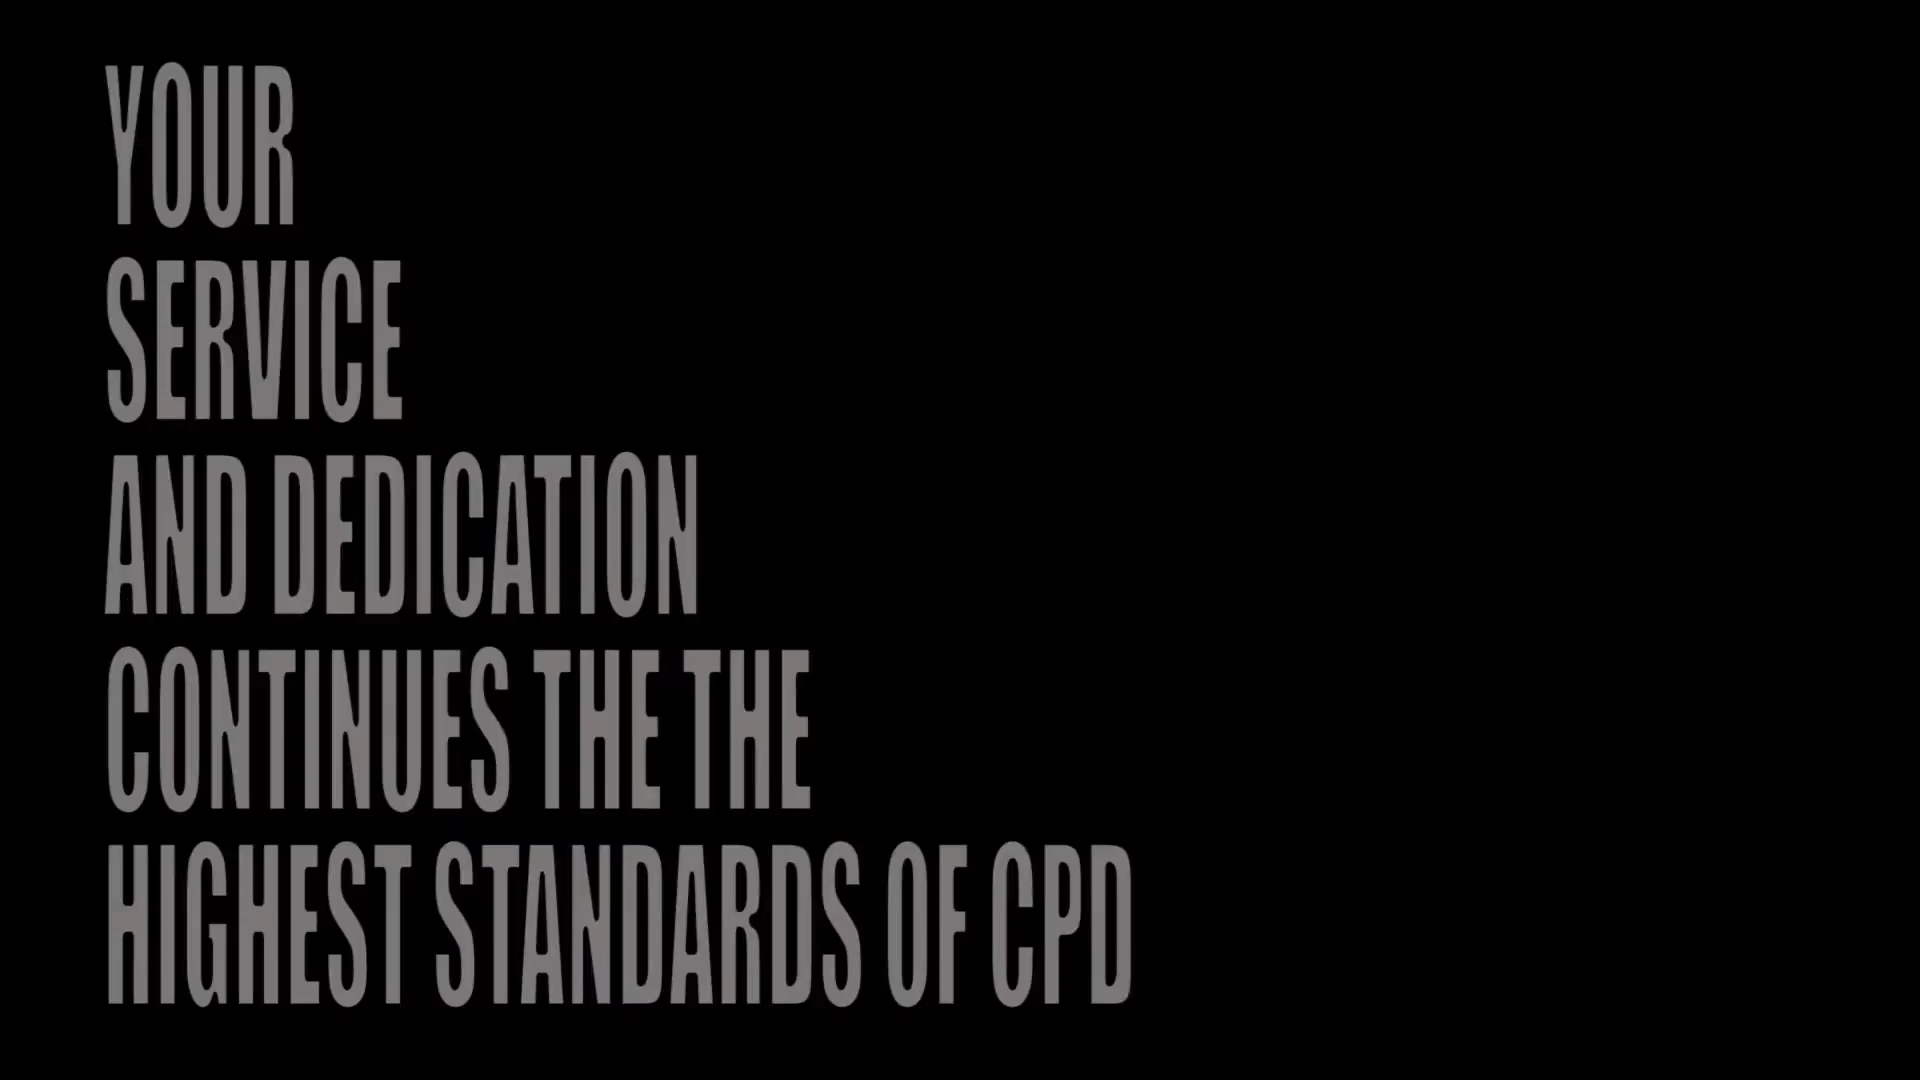 YOUR
SERVICE
AND DEDICATION
CONTINUES THE THE
HIGHEST STANDARDS OF CPD